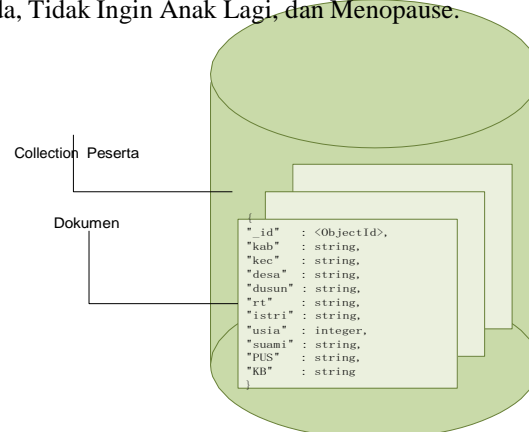 da, Tidak Ingin Anak Lagi, dan Menopause.
Collection Peserta
Dokumen
{
"_id" : <ObjectId>,
"kab" : string,
"kec" : string,
"desa" : string,
"dusun" : string,
"rt" : string,
"istri" : string,
"usia" : integer,
"suami" : string,
"PUS" : string,
"KB" : string
}